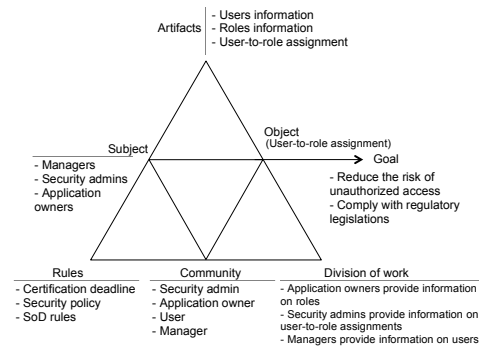 Artifacts
- Users information
- Roles information
- User-to-role assignment
Subject
- Managers
- Security admins
- Application
owners
Object
(User-to-role assignment)
Goal
- Reduce the risk of
unauthorized access
- Comply with regulatory
legislations
Rules
- Certification deadline
- Security policy
- SoD rules
Community
- Security admin
- Application owner
- User
- Manager
Division of work
- Application owners provide information
on roles
- Security admins provide information on
user-to-role assignments
- Managers provide information on users